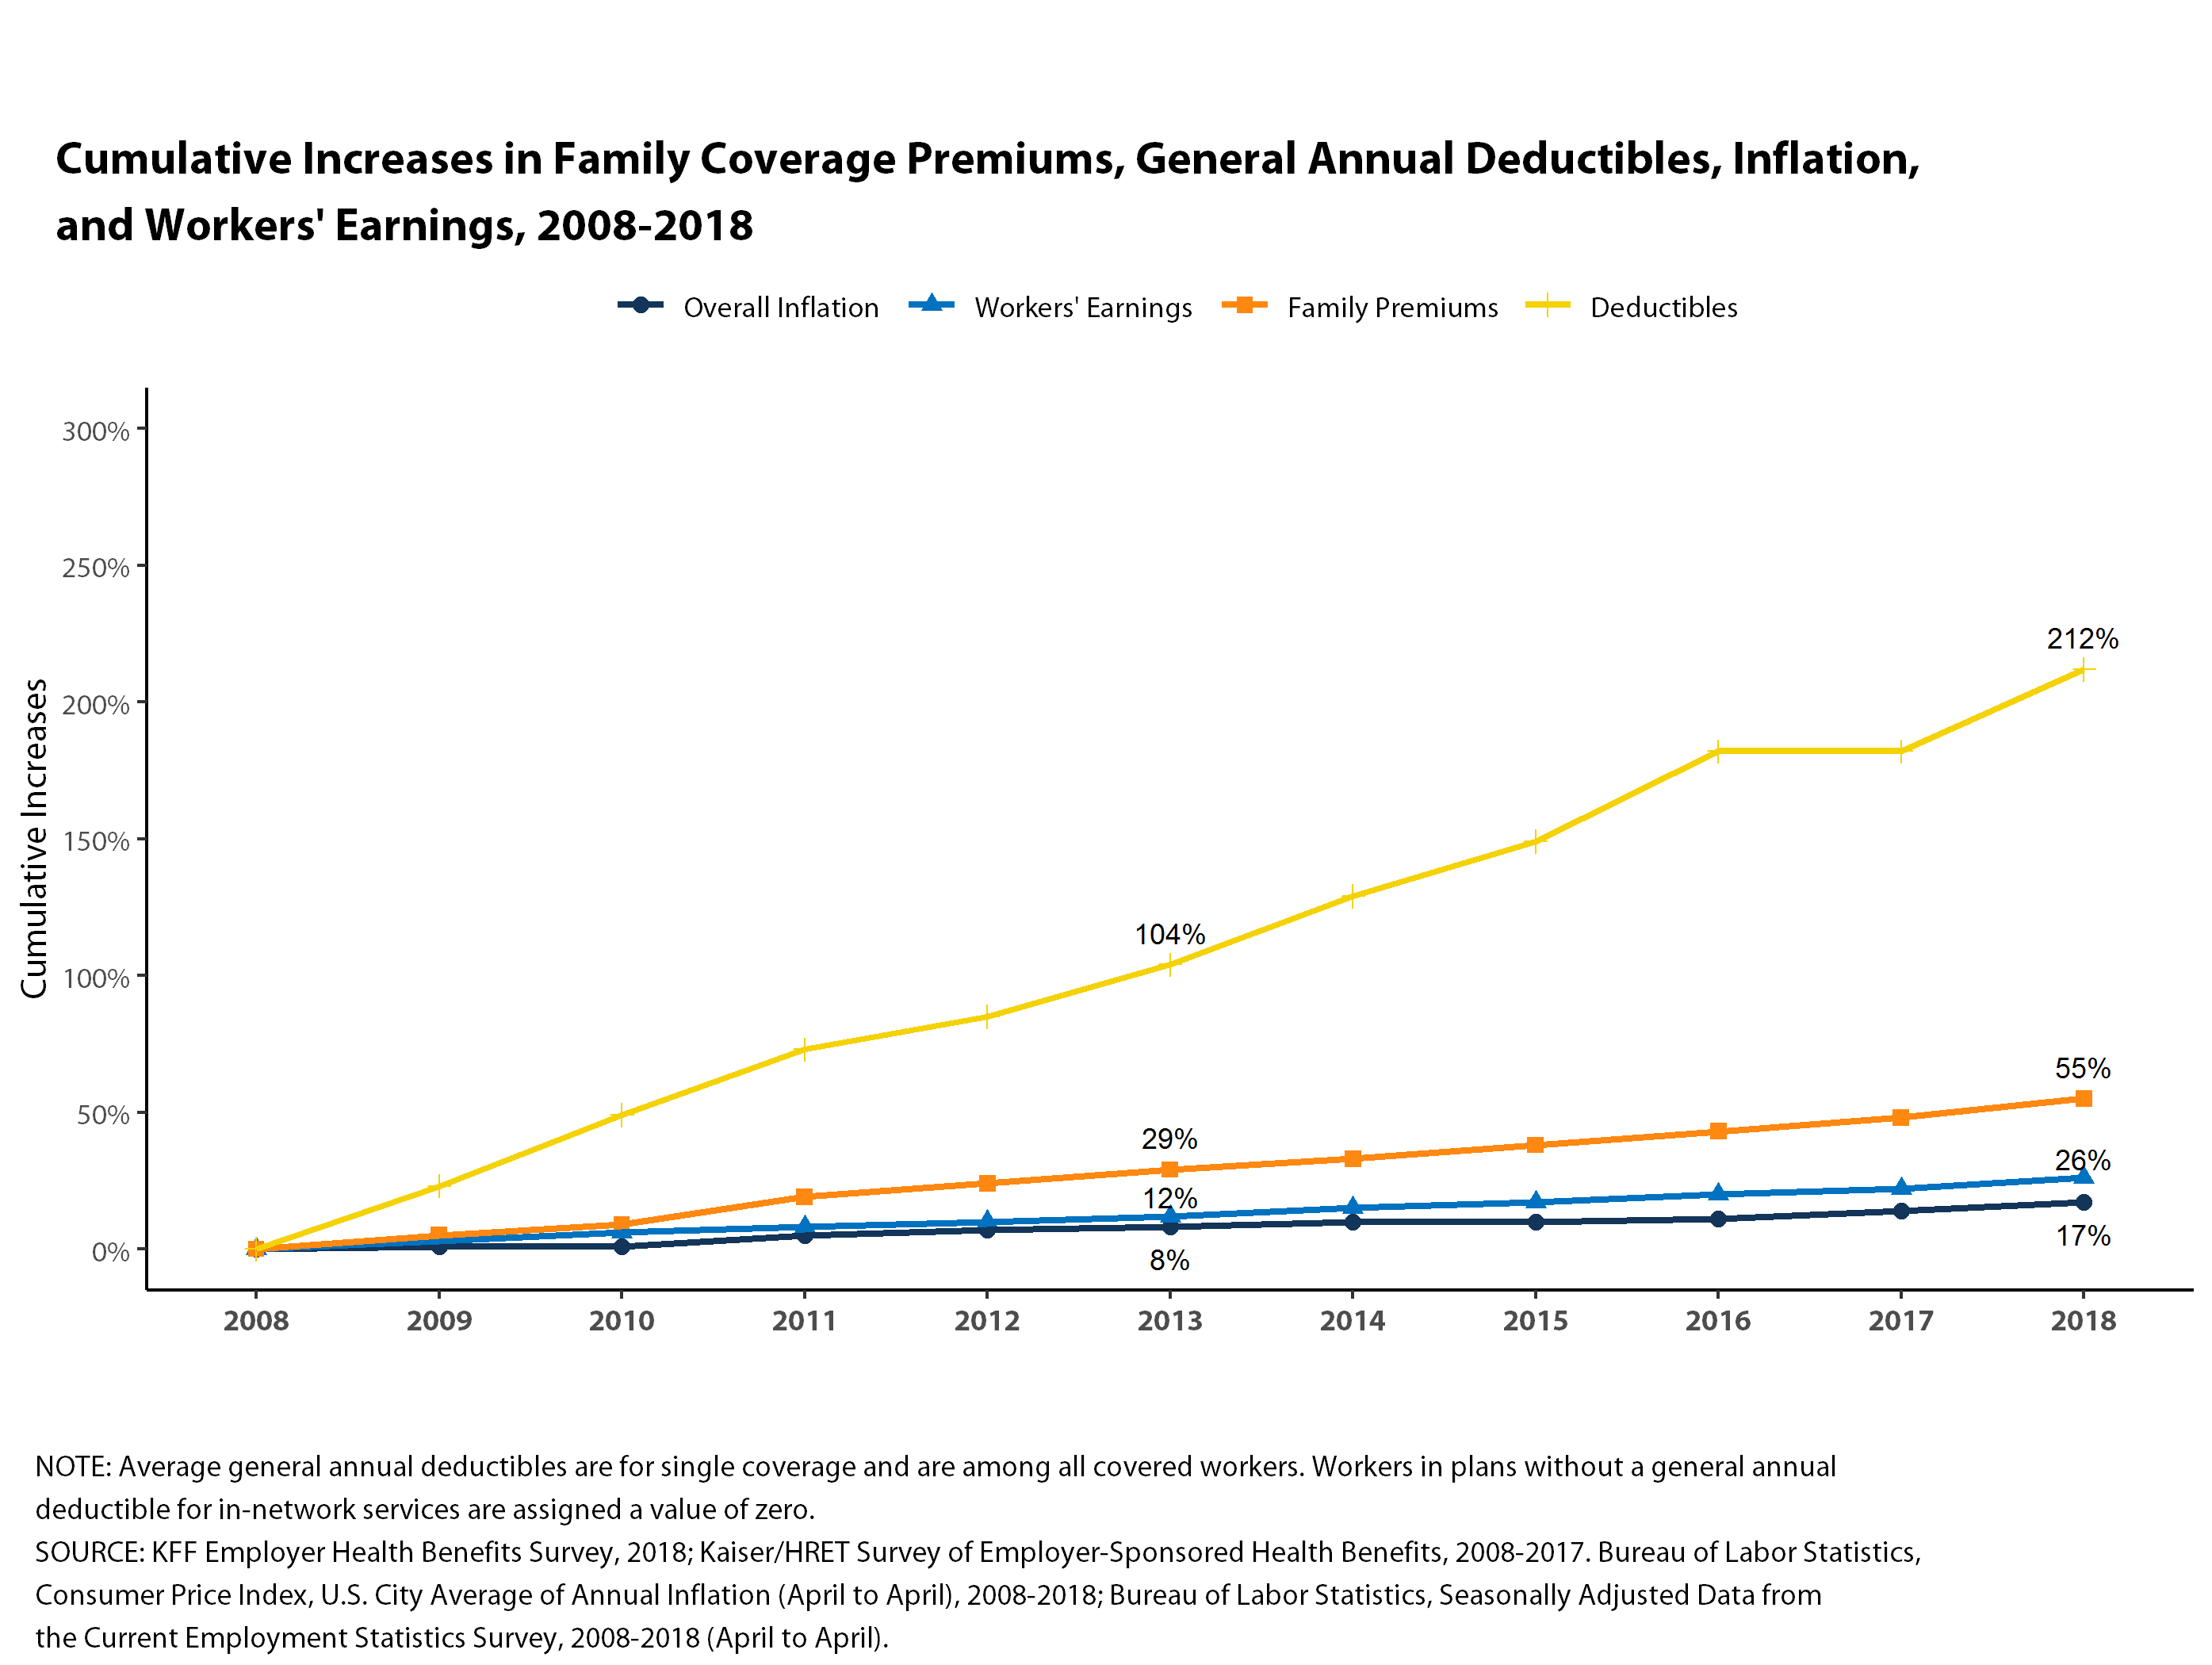 Cumulative Increases in Family Coverage Premiums, General Annual Deductibles, Inflation,
and Workers' Earnings, 2008-2018
Overall Inflation Workers' Earnings Family Premiums Deductibles
Cumulative Increases
300%
250%
200%
150%
100%
50%
0%
212%
104%
55%
29%
26%
12%
17%
8%
2008 2009 2010 2011 2012 2013 2014 2015 2016 2017 2018
NOTE: Average general annual deductibles are for single coverage and are among all covered workers. Workers in plans without a general annual
deductible for in-network services are assigned a value of zero.
SOURCE: KFF Employer Health Benefits Survey, 2018; Kaiser/HRET Survey of Employer-Sponsored Health Benefits, 2008-2017. Bureau of Labor Statistics,
Consumer Price Index, U.S. City Average of Annual Inflation (April to April), 2008-2018; Bureau of Labor Statistics, Seasonally Adjusted Data from
the Current Employment Statistics Survey, 2008-2018 (April to April).